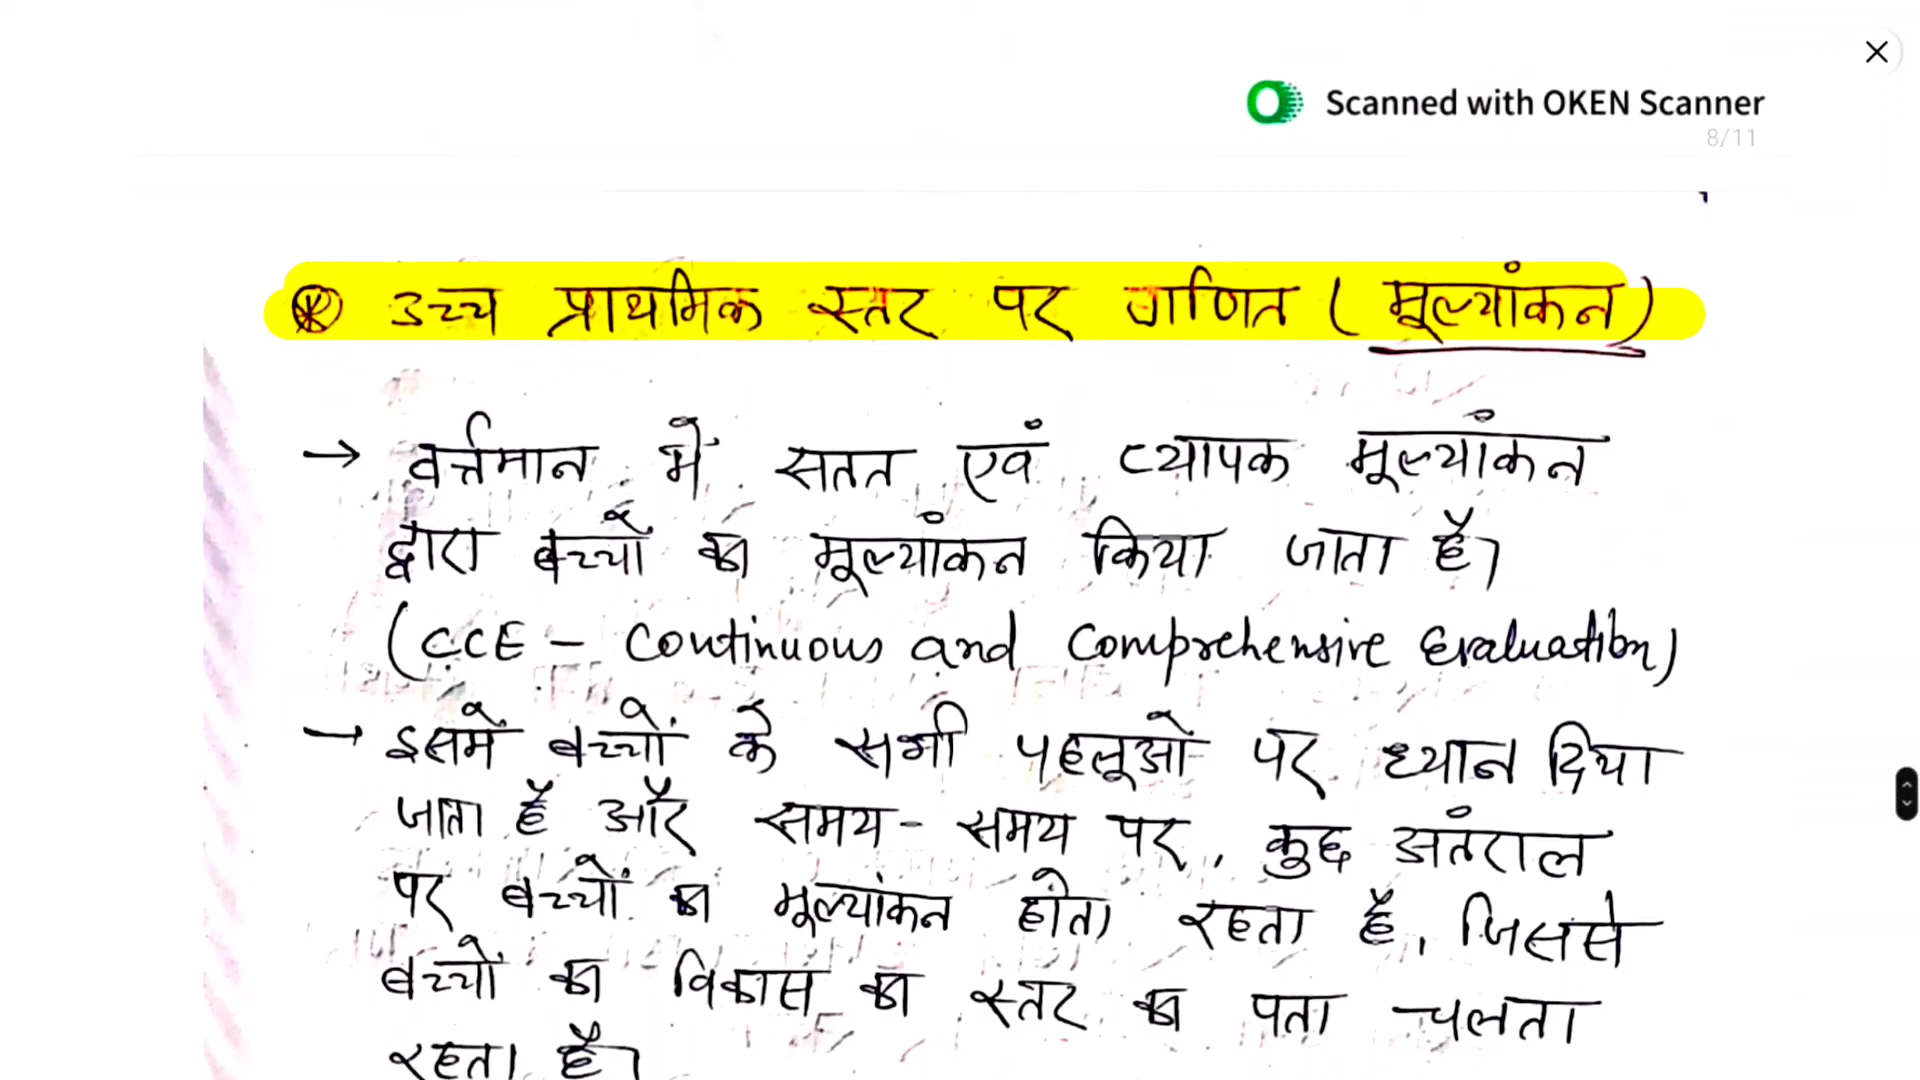 Scanned with OKEN Scanner
8/11
उच्च प्राथमिक स्तर पर गणित (मूल्यांकन)
→ वर्त्तमान में सतत एवं व्यापक मूल्यांकन
द्वारा बच्चों का मूल्यांकन किया जाता है।
(CCE - Continuous and Comprehensive Evaluation)
→ इसमें बच्चों के सभी पहलूओं पर ध्यान दिया
जाता है और समय-समय पर, कुछ अंतराल
पर बच्चों का मूल्यांकन होता रहता है, जिससे
बच्चों का विकास का स्तर का पता चलता
रहता है।